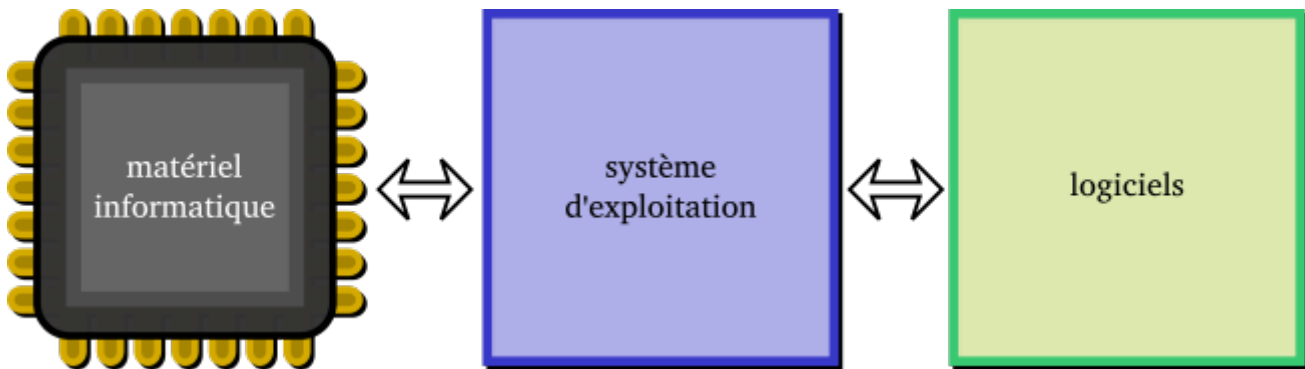 matériel
informatique
système
d'exploitation
logiciels